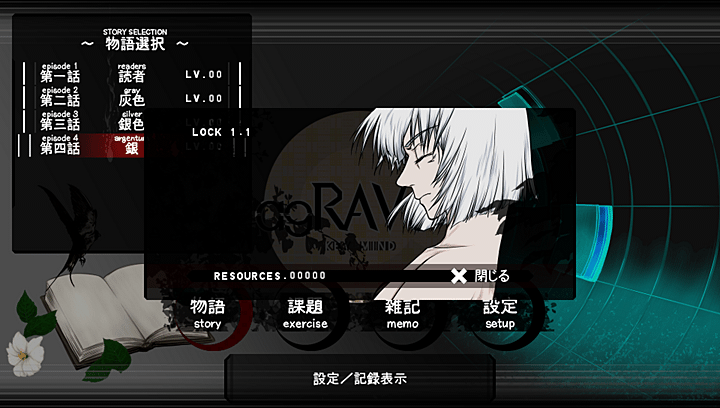 STORY SELECTION
～ 物語選択 ～
episode 1 readers
第一話 読者 LV.00
episode 2 gray
第二話 灰色 LV.00
episode 3 silver
第三話 銀色
episode 4
第四話 銀
LOCK 1.1
RAV
MIND
RESOURCES.00000
閉じる
物語 課題 雑記 設定
story exercise memo setup
設定／記録表示